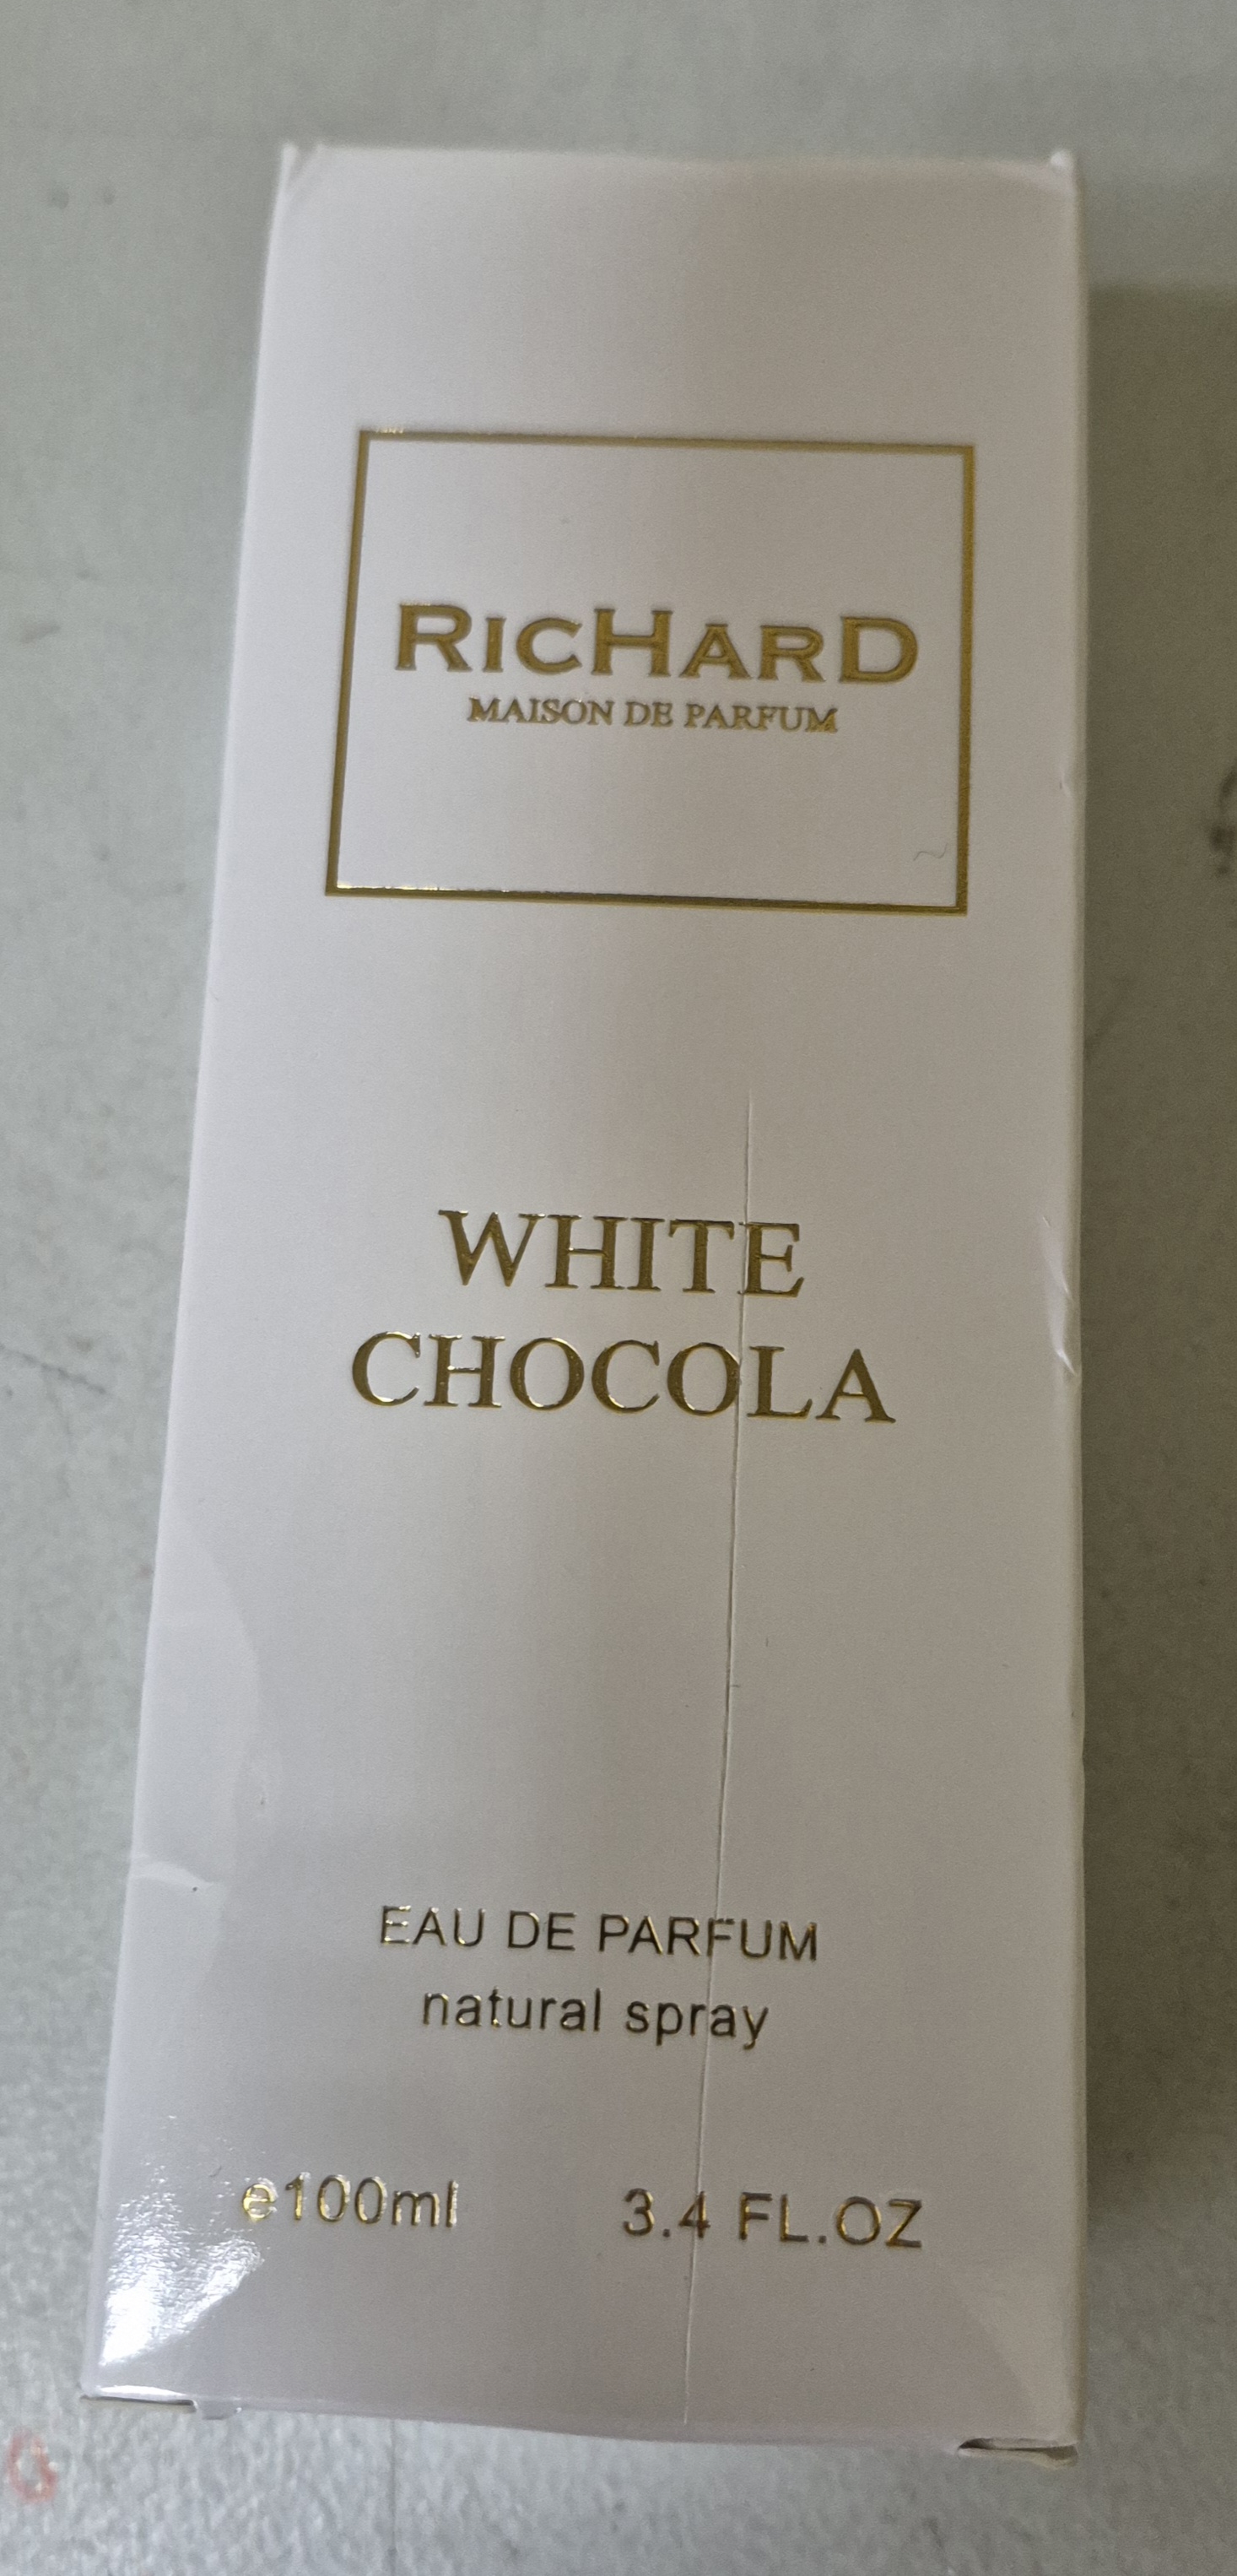 RICHARD
MAISON DE PARFUM
WHITE
CHOCOLA
EAU DE PARFUM
natural spray
e100ml 3.4 FL.OZ